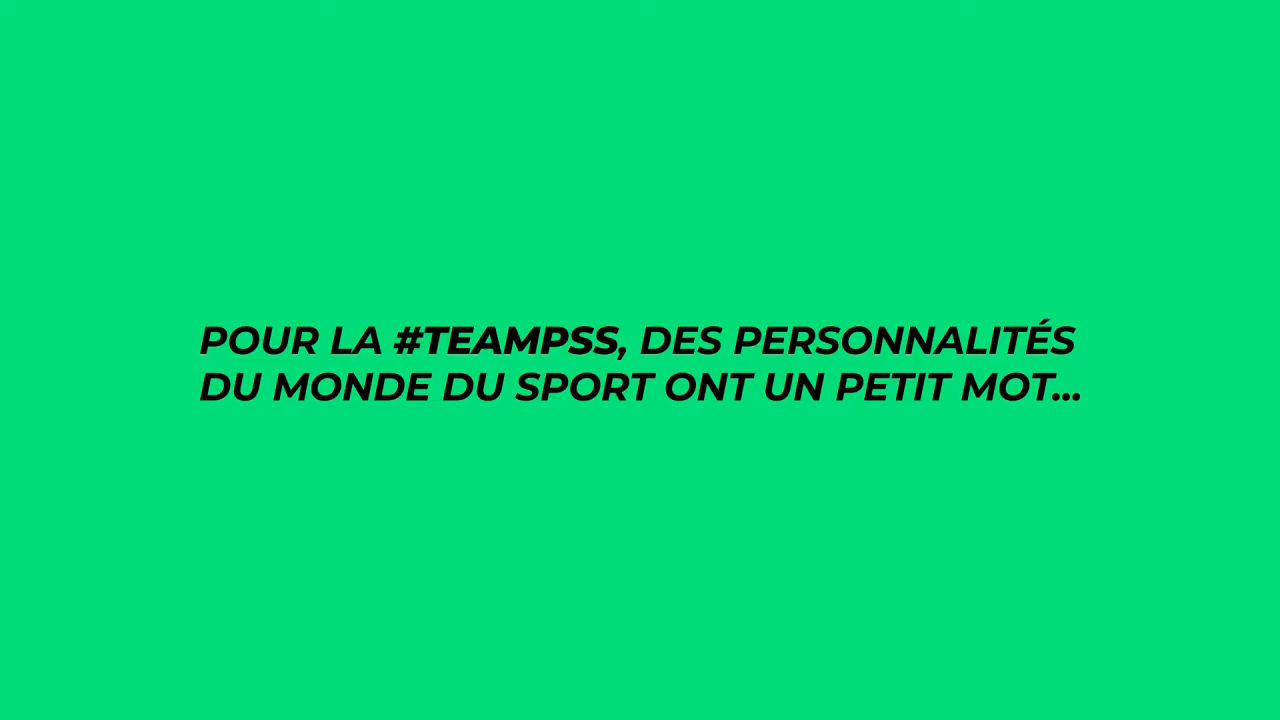 POUR LA #TEAMPSS, DES PERSONNALITÉS
DU MONDE DU SPORT ONT UN PETIT MOT...